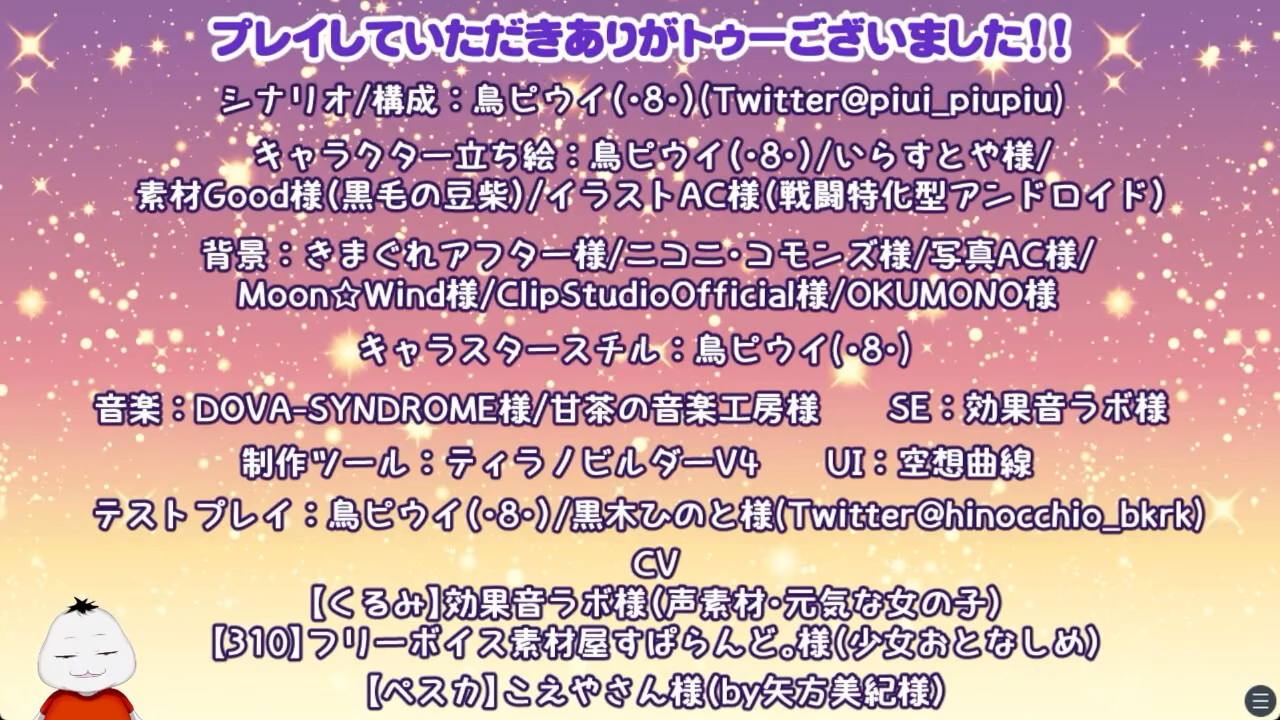 プレイしていただきありがトゥーございました!!
シナリオ/構成：鳥ピウイ(・8・)(Twitter@piui_piupiu)
キャラクター立ち絵：鳥ピウイ(・8・)/いらすとや様/
素材Good様(黒毛の豆柴)/イラストAC様(戦闘特化型アンドロイド)
背景：きまぐれアフター様/ニコニ・コモンズ様/写真AC様/
Moon☆Wind様/ClipStudioOfficial様/OKUMONO様
キャラスタースチル：鳥ピウイ(・8・)
音楽：DOVA-SYNDROME様/甘茶の音楽工房様　　SE：効果音ラボ様
制作ツール：ティラノビルダーV4　　UI：空想曲線
テストプレイ：鳥ピウイ(・8・)/黒木ひのと様(Twitter@hinocchio_bkrk)
CV
【くるみ】効果音ラボ様(声素材・元気な女の子)
【310】フリーボイス素材屋すぱらんど。様(少女おとなしめ)
【ペスカ】こえやさん様(by矢方美紀様)